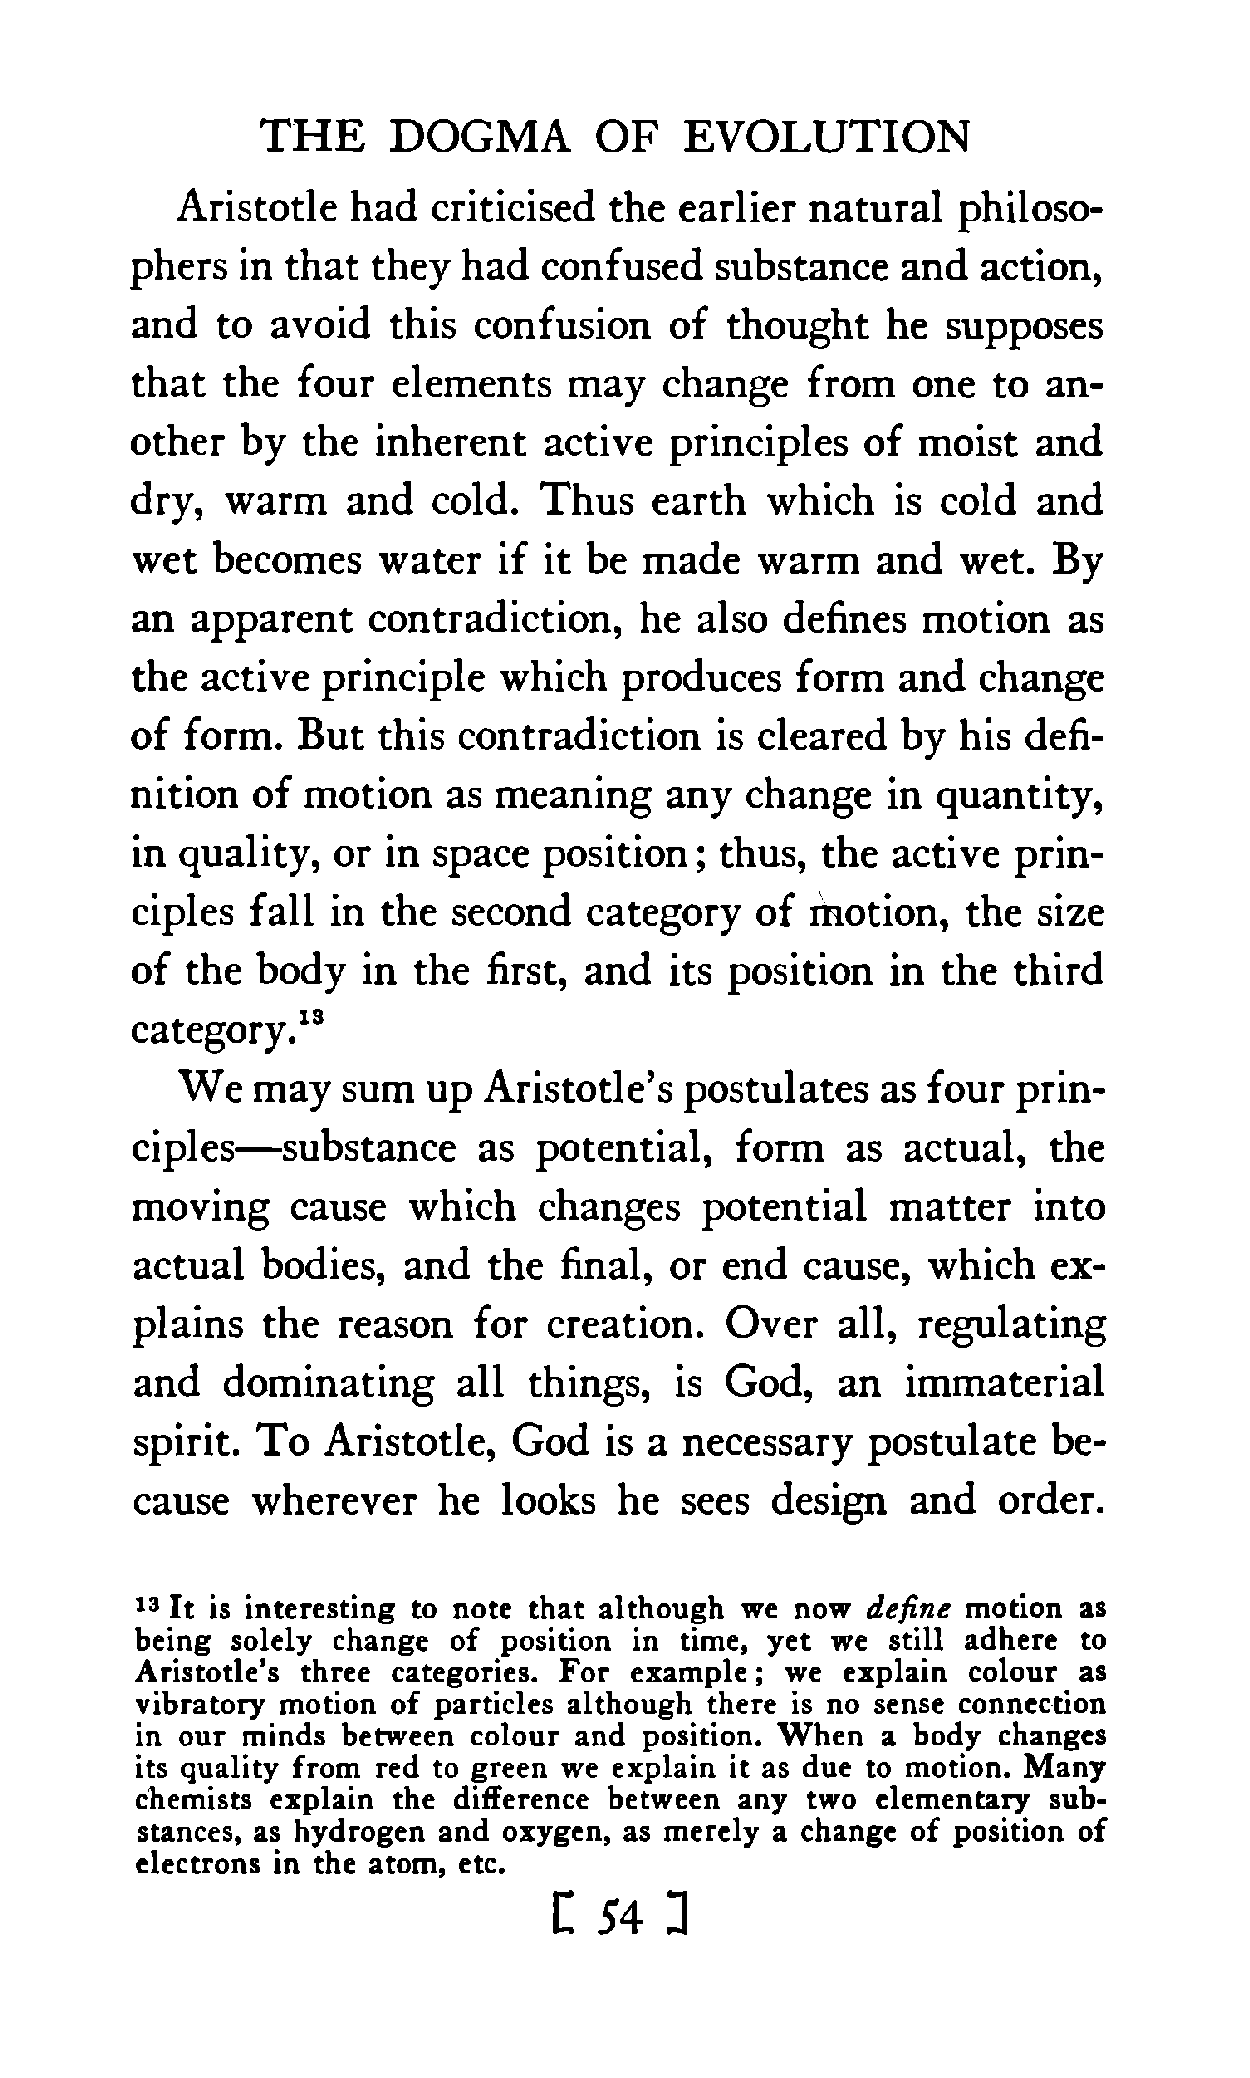 THE DOGMA OF EVOLUTION
Aristotle had criticised the earlier natural philoso-
phers in that they had confused substance and action,
and to avoid this confusion of thought he supposes
that the four elements may change from one to an-
other by the inherent active principles of moist and
dry, warm and cold. Thus earth which is cold and
wet becomes water if it be made warm and wet. By
an apparent contradiction, he also defines motion as
the active principle which produces form and change
of form. But this contradiction is cleared by his defi-
nition of motion as meaning any change in quantity,
in quality, or in space position; thus, the active prin-
ciples fall in the second category of motion, the size
of the body in the first, and its position in the third
category.¹³
We may sum up Aristotle's postulates as four prin-
ciples—substance as potential, form as actual, the
moving cause which changes potential matter into
actual bodies, and the final, or end cause, which ex-
plains the reason for creation. Over all, regulating
and dominating all things, is God, an immaterial
spirit. To Aristotle, God is a necessary postulate be-
cause wherever he looks he sees design and order.
¹³ It is interesting to note that although we now define motion as
being solely change of position in time, yet we still adhere to
Aristotle's three categories. For example; we explain colour as
vibratory motion of particles although there is no sense connection
in our minds between colour and position. When a body changes
its quality from red to green we explain it as due to motion. Many
chemists explain the difference between any two elementary sub-
stances, as hydrogen and oxygen, as merely a change of position of
electrons in the atom, etc.
[ 54 ]